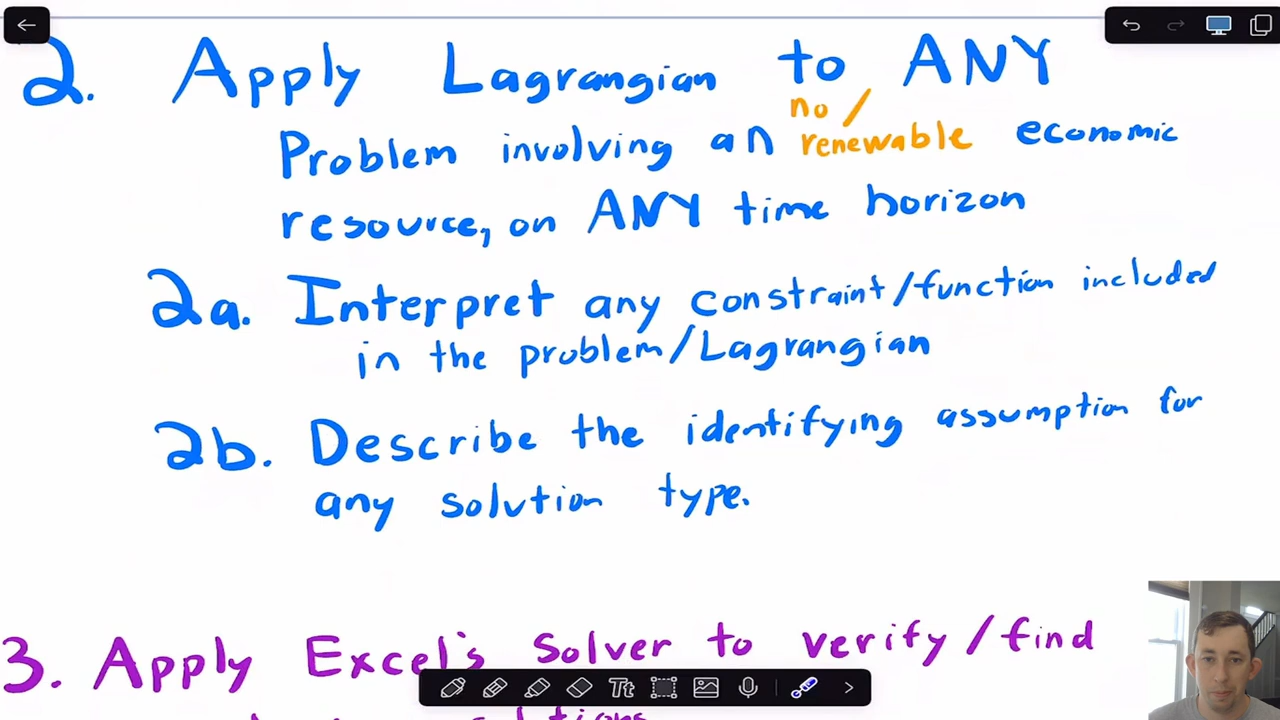 2. Apply Lagrangian to ANY
no/
Problem involving an renewable economic
resource, on ANY time horizon
2a. Interpret any constraint/function included
in the problem/Lagrangian
2b. Describe the identifying assumption for
any solution type.
3. Apply Excel's Solver to verify/find
Tt
solutions